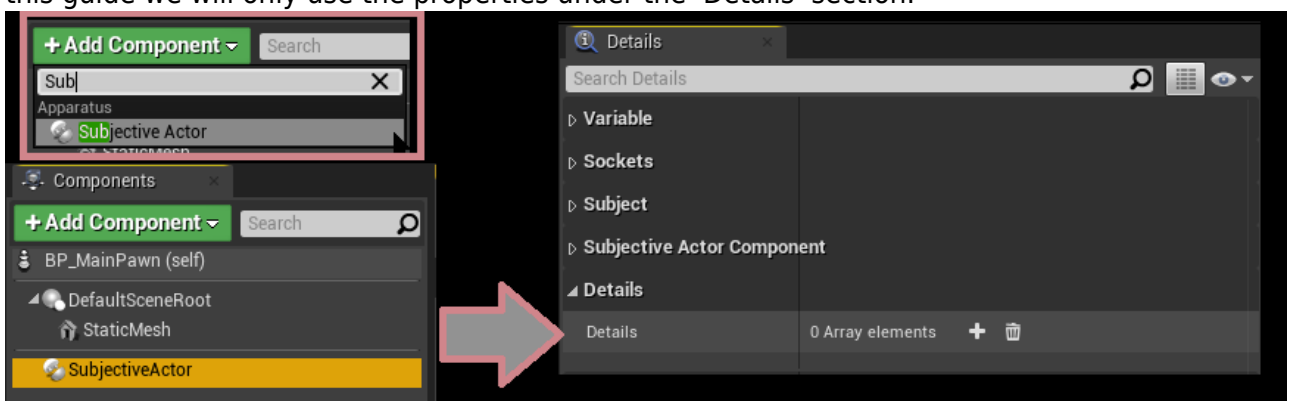 this guide we will only use the properties under the "Details" section.
+ Add Component
Search
Sub
Apparatus
Subjective Actor
StaticMesh
Components
+ Add Component
Search
BP_MainPawn (self)
DefaultSceneRoot
StaticMesh
SubjectiveActor
Details
Search Details
Variable
Sockets
Subject
Subjective Actor Component
Details
Details 0 Array elements